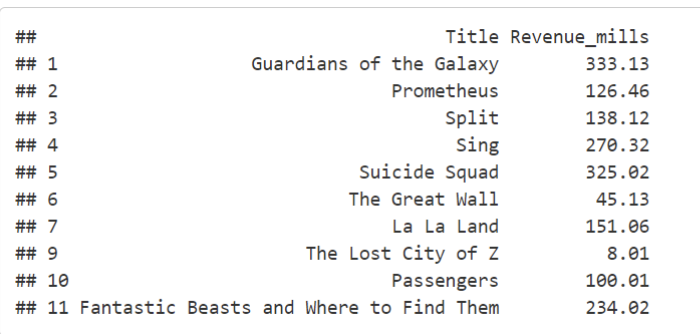 ## Title Revenue_mills
## 1 Guardians of the Galaxy 333.13
## 2 Prometheus 126.46
## 3 Split 138.12
## 4 Sing 270.32
## 5 Suicide Squad 325.02
## 6 The Great Wall 45.13
## 7 La La Land 151.06
## 9 The Lost City of Z 8.01
## 10 Passengers 100.01
## 11 Fantastic Beasts and Where to Find Them 234.02